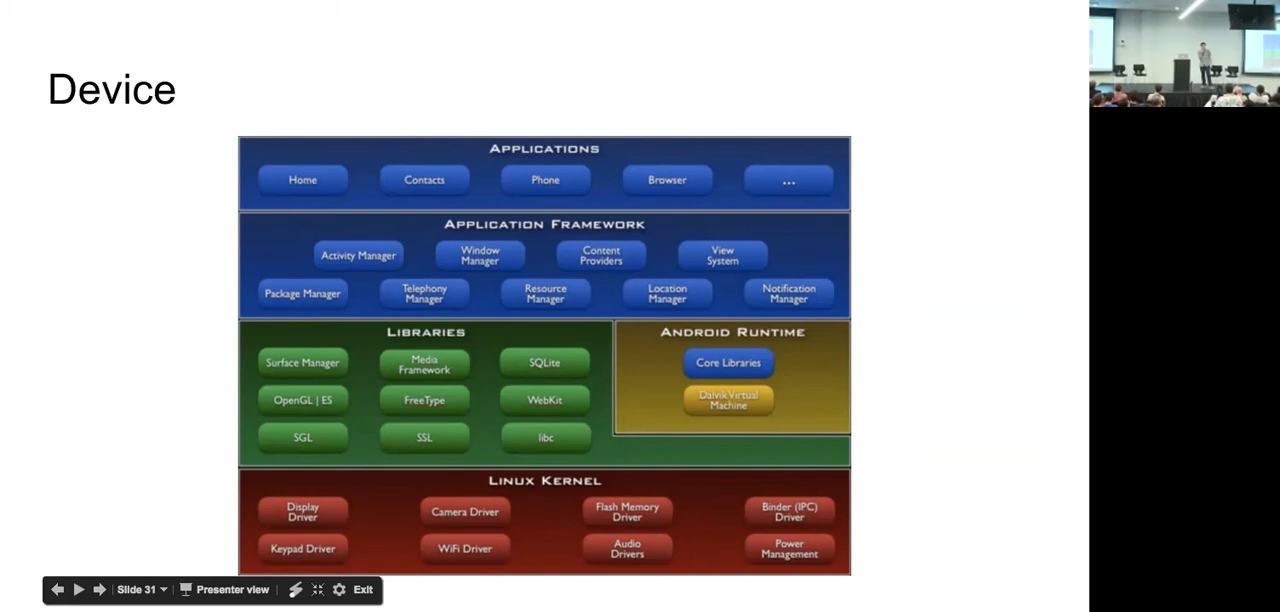 Device
APPLICATIONS
Home
Contacts
Phone
Browser
...
APPLICATION FRAMEWORK
Activity Manager
Window
Manager
Content
Providers
View
System
Package Manager
Telephony
Manager
Resource
Manager
Location
Manager
Notification
Manager
LIBRARIES
Surface Manager
Media
Framework
SQLite
OpenGL | ES
FreeType
WebKit
SGL
SSL
libc
ANDROID RUNTIME
Core Libraries
Dalvik Virtual
Machine
LINUX KERNEL
Display
Driver
Camera Driver
Flash Memory
Driver
Binder (IPC)
Driver
Keypad Driver
WiFi Driver
Audio
Drivers
Power
Management
Slide 31
Presenter view
Exit